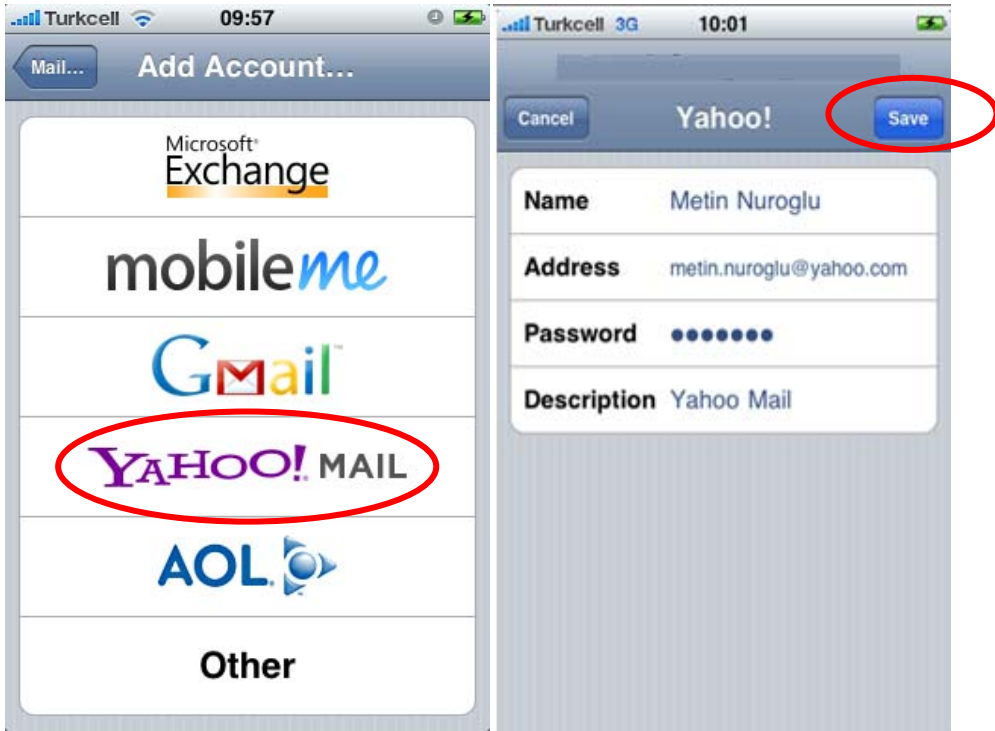 Turkcell 09:57
Mail... Add Account...
Microsoft®
Exchange
mobileme
Gmail™
YAHOO! MAIL
AOL
Other
Turkcell 3G 10:01
Cancel Yahoo! Save
Name Metin Nuroglu
Address metin.nuroglu@yahoo.com
Password ●●●●●●●
Description Yahoo Mail